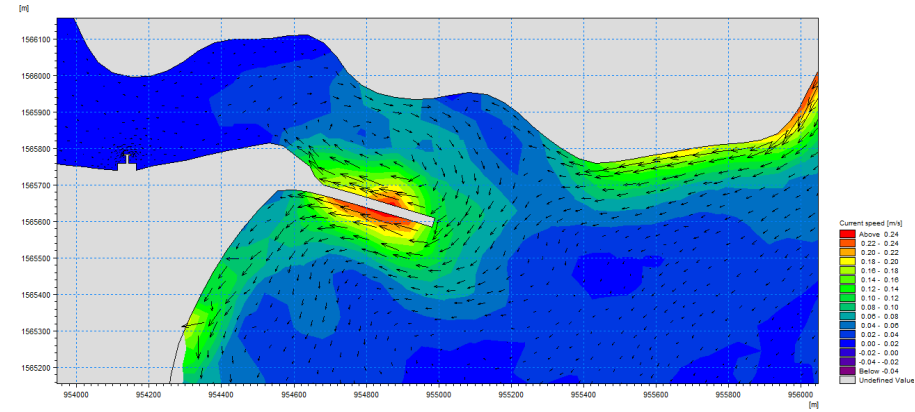 [m]
1566100
1566000
1565900
1565800
1565700
1565600
1565500
1565400
1565300
1565200
954000 954200 954400 954600 954800 955000 955200 955400 955600 955800 956000
[m]
Current speed [m/s]
Above 0.24
0.22 - 0.24
0.20 - 0.22
0.18 - 0.20
0.16 - 0.18
0.14 - 0.16
0.12 - 0.14
0.10 - 0.12
0.08 - 0.10
0.06 - 0.08
0.04 - 0.06
0.02 - 0.04
0.00 - 0.02
-0.02 - 0.00
-0.04 - -0.02
Below -0.04
Undefined Value